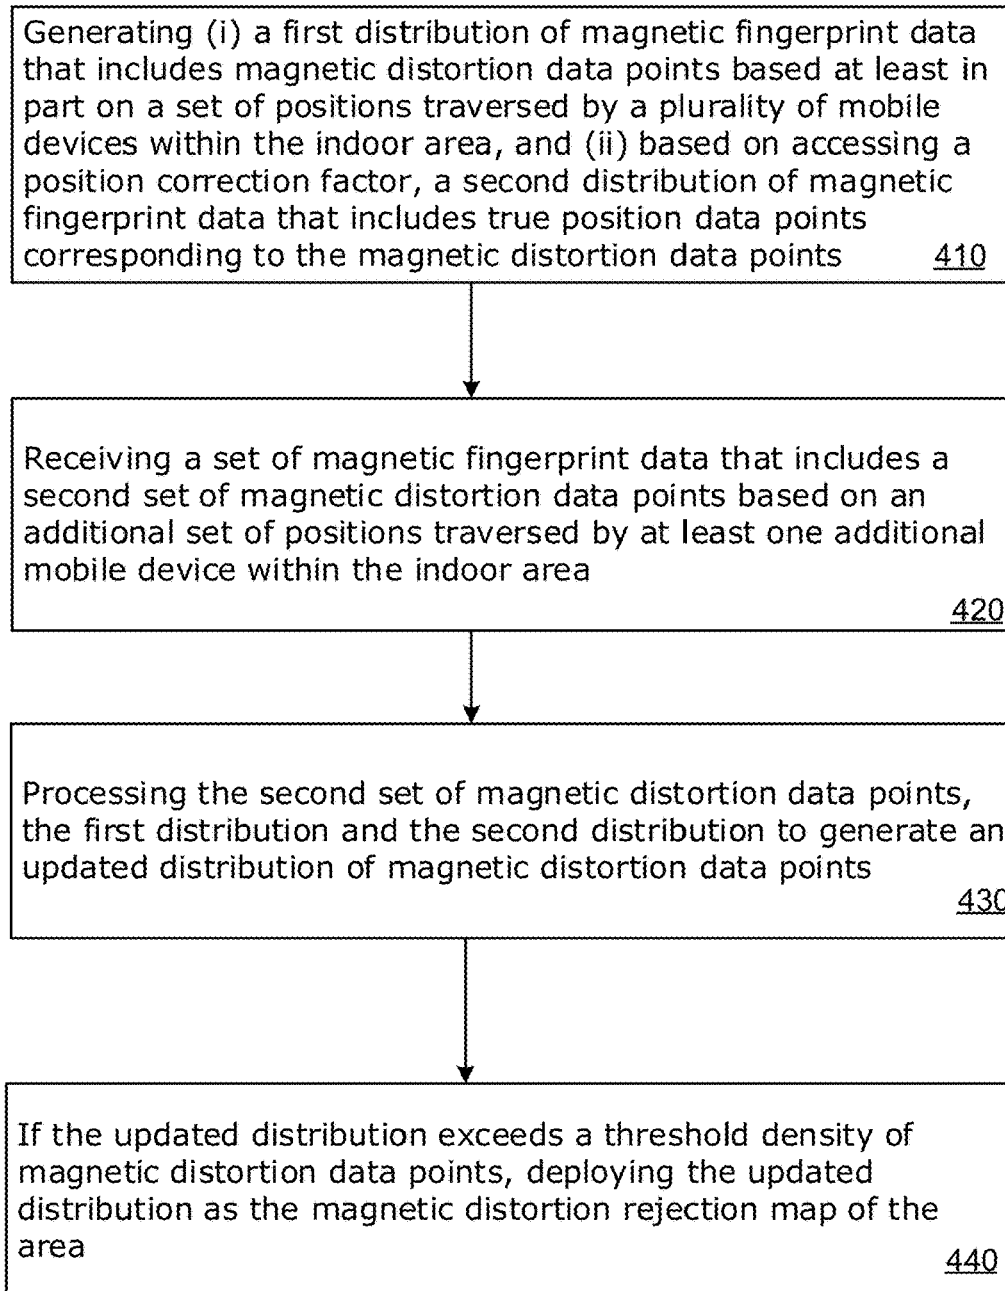 Generating (i) a first distribution of magnetic fingerprint data
that includes magnetic distortion data points based at least in
part on a set of positions traversed by a plurality of mobile
devices within the indoor area, and (ii) based on accessing a
position correction factor, a second distribution of magnetic
fingerprint data that includes true position data points
corresponding to the magnetic distortion data points 410
Receiving a set of magnetic fingerprint data that includes a
second set of magnetic distortion data points based on an
additional set of positions traversed by at least one additional
mobile device within the indoor area
420
Processing the second set of magnetic distortion data points,
the first distribution and the second distribution to generate an
updated distribution of magnetic distortion data points
430
If the updated distribution exceeds a threshold density of
magnetic distortion data points, deploying the updated
distribution as the magnetic distortion rejection map of the
area
440